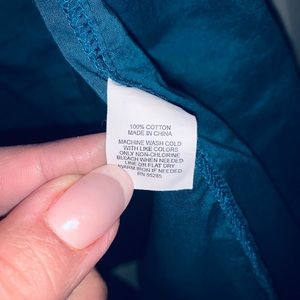 100% COTTON
MADE IN CHINA
MACHINE WASH COLD
WITH LIKE COLORS
ONLY NON-CHLORINE
BLEACH WHEN NEEDED
LINE OR FLAT DRY
WARM IRON IF NEEDED
RN 55285